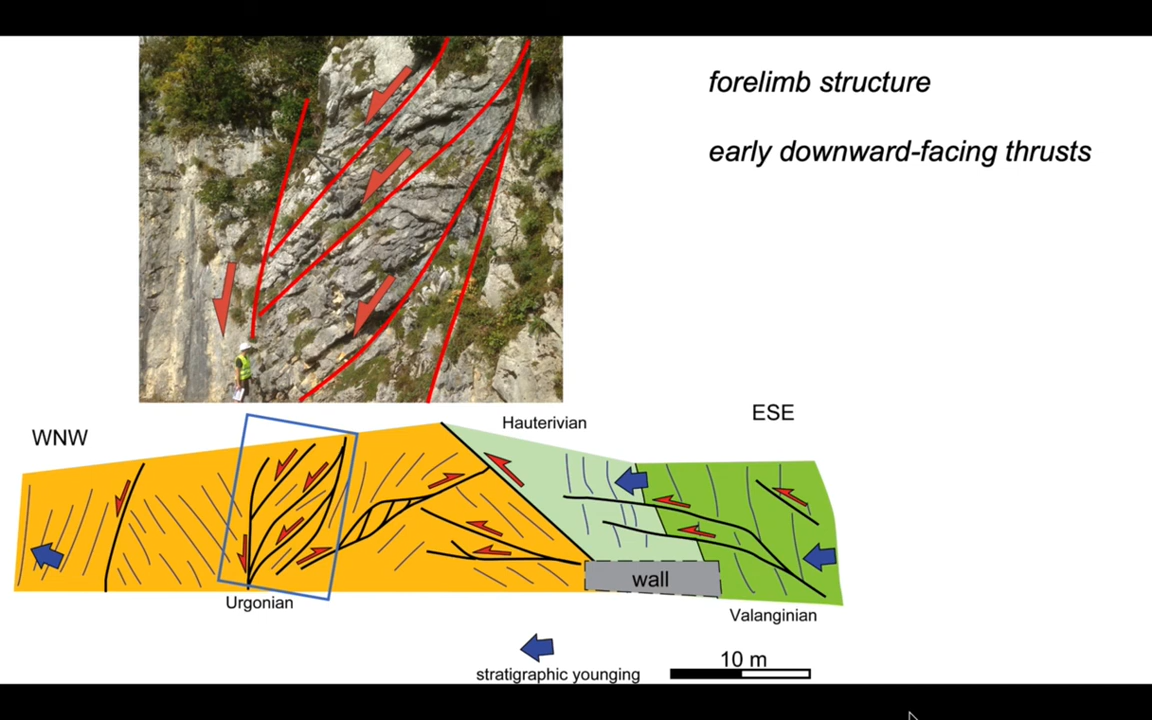 forelimb structure
early downward-facing thrusts
WNW
Hauterivian
ESE
wall
Urgonian
Valanginian
stratigraphic younging
10 m